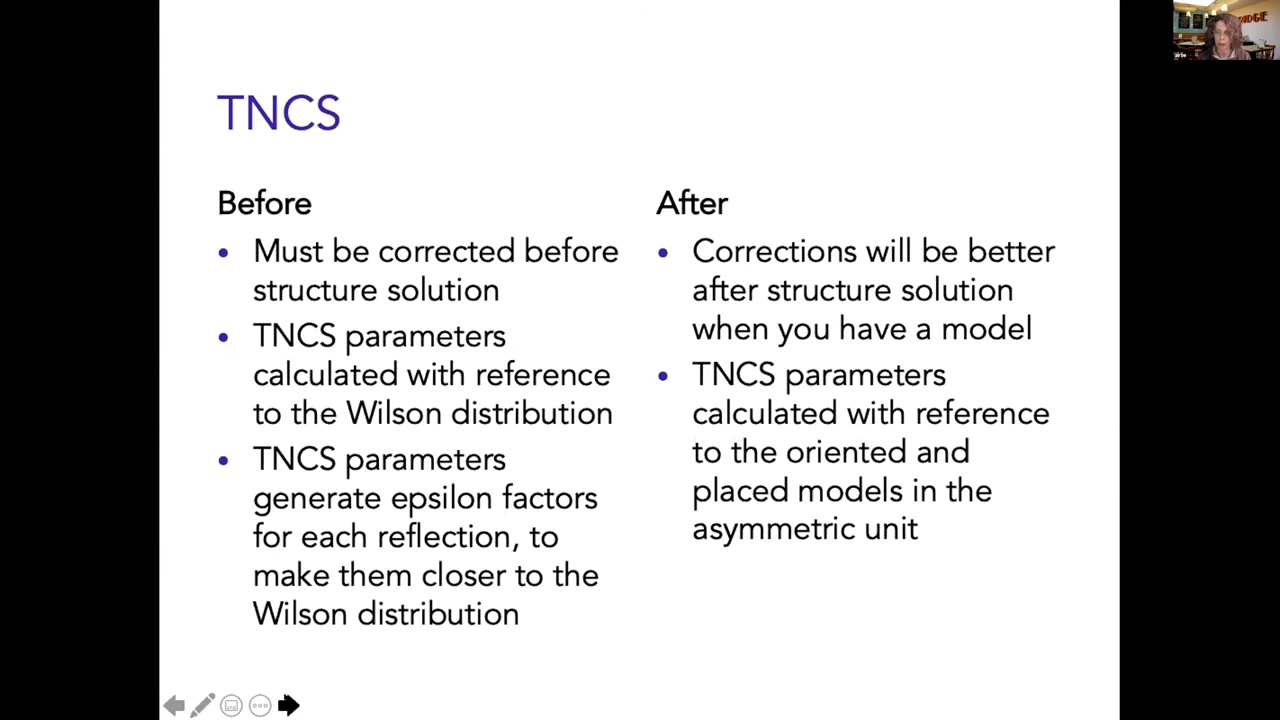 TNCS
Before
• Must be corrected before
structure solution
• TNCS parameters
calculated with reference
to the Wilson distribution
• TNCS parameters
generate epsilon factors
for each reflection, to
make them closer to the
Wilson distribution
After
• Corrections will be better
after structure solution
when you have a model
• TNCS parameters
calculated with reference
to the oriented and
placed models in the
asymmetric unit